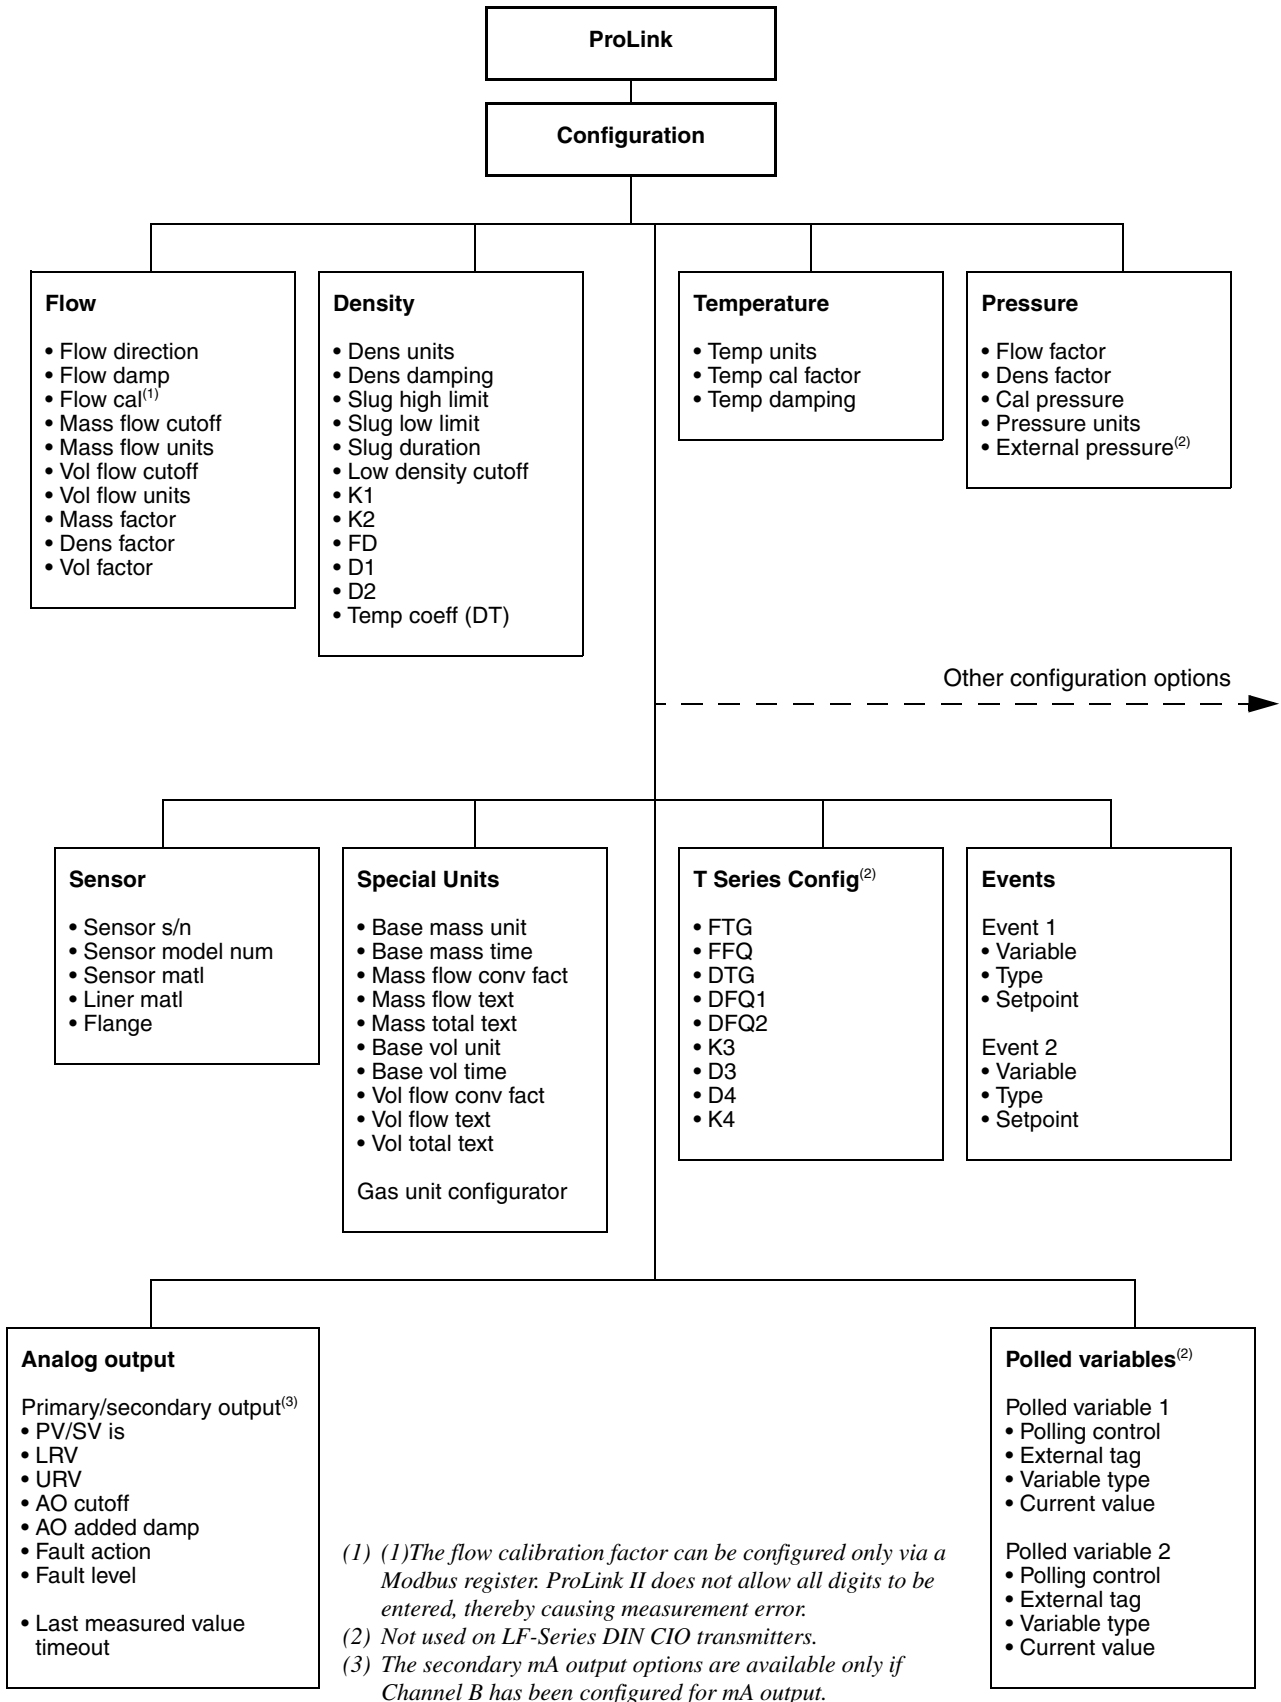 ProLink
Configuration
Flow
• Flow direction
• Flow damp
• Flow cal(1)
• Mass flow cutoff
• Mass flow units
• Vol flow cutoff
• Vol flow units
• Mass factor
• Dens factor
• Vol factor
Density
• Dens units
• Dens damping
• Slug high limit
• Slug low limit
• Slug duration
• Low density cutoff
• K1
• K2
• FD
• D1
• D2
• Temp coeff (DT)
Temperature
• Temp units
• Temp cal factor
• Temp damping
Pressure
• Flow factor
• Dens factor
• Cal pressure
• Pressure units
• External pressure(2)
Other configuration options
Sensor
• Sensor s/n
• Sensor model num
• Sensor matl
• Liner matl
• Flange
Special Units
• Base mass unit
• Base mass time
• Mass flow conv fact
• Mass flow text
• Mass total text
• Base vol unit
• Base vol time
• Vol flow conv fact
• Vol flow text
• Vol total text
Gas unit configurator
T Series Config(2)
• FTG
• FFQ
• DTG
• DFQ1
• DFQ2
• K3
• D3
• D4
• K4
Events
Event 1
• Variable
• Type
• Setpoint
Event 2
• Variable
• Type
• Setpoint
Analog output
Primary/secondary output(3)
• PV/SV is
• LRV
• URV
• AO cutoff
• AO added damp
• Fault action
• Fault level
• Last measured value
timeout
Polled variables(2)
Polled variable 1
• Polling control
• External tag
• Variable type
• Current value
Polled variable 2
• Polling control
• External tag
• Variable type
• Current value
(1) (1)The flow calibration factor can be configured only via a
Modbus register. ProLink II does not allow all digits to be
entered, thereby causing measurement error.
(2) Not used on LF-Series DIN CIO transmitters.
(3) The secondary mA output options are available only if
Channel B has been configured for mA output.